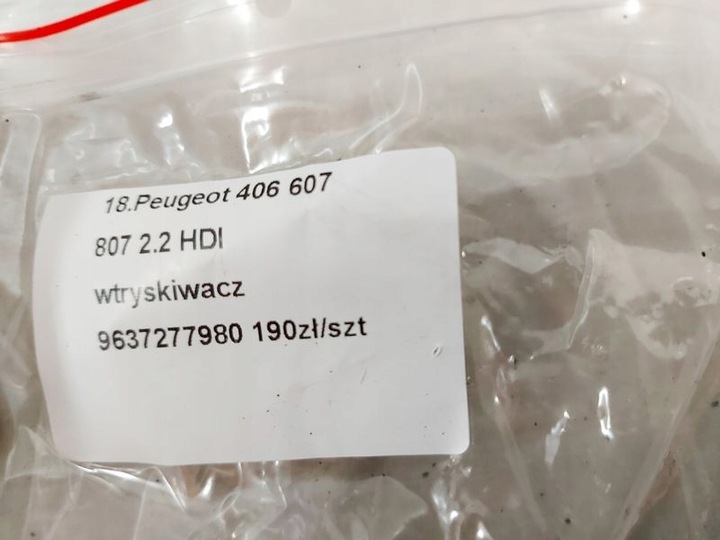 18.Peugeot 406 607
807 2.2 HDI
wtryskiwacz
9637277980 190zł/szt